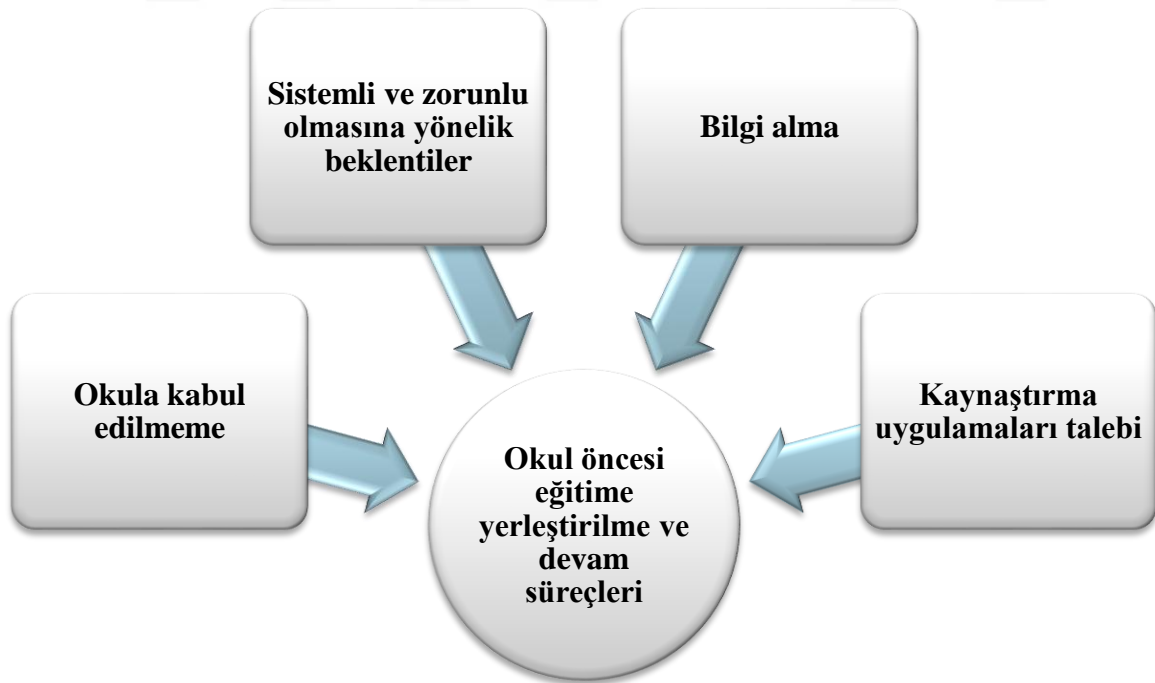 Sistemli ve zorunlu
olmasına yönelik
beklentiler
Bilgi alma
Okula kabul
edilmeme
Kaynaştırma
uygulamaları talebi
Okul öncesi
eğitime
yerleştirilme ve
devam
süreçleri